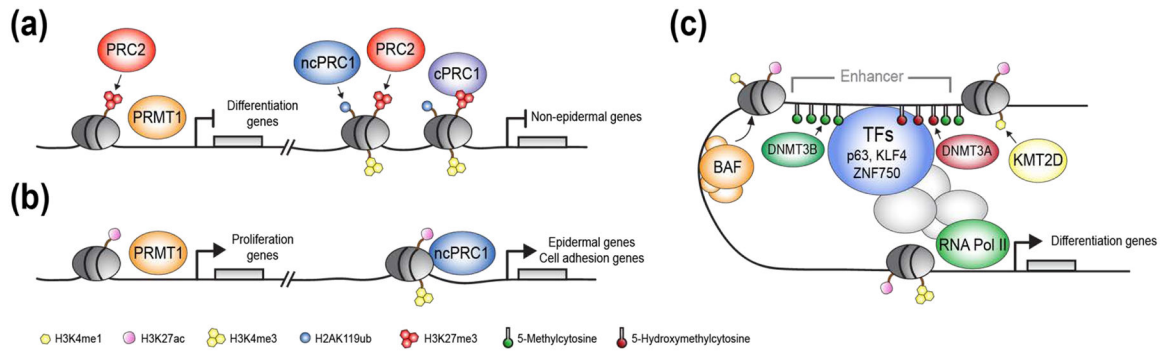 (a)
PRC2
PRMT1
Differentiation
genes
ncPRC1
PRC2
cPRC1
Non-epidermal genes
(b)
PRMT1
Proliferation
genes
ncPRC1
Epidermal genes
Cell adhesion genes
(c)
Enhancer
BAF
DNMT3B
TFs
p63, KLF4
ZNF750
DNMT3A
KMT2D
RNA Pol II
Differentiation genes
H3K4me1
H3K27ac
H3K4me3
H2AK119ub
H3K27me3
5-Methylcytosine
5-Hydroxymethylcytosine